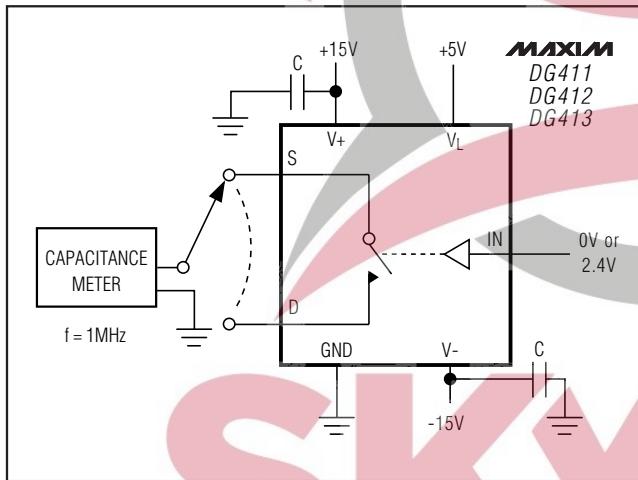 +15V
+5V
MAXIM
DG411
DG412
DG413
C
V+
VL
S
IN
0V or
2.4V
CAPACITANCE
METER
f = 1MHz
D
GND
V-
C
-15V